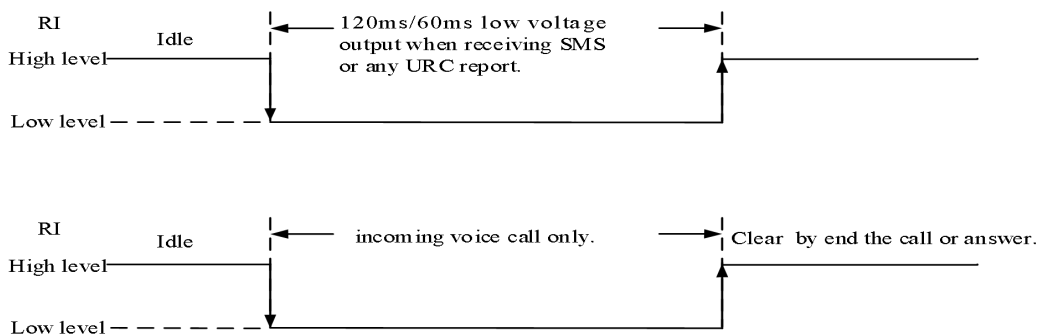 RI
Idle
High level
120ms/60ms low voltage
output when receiving SMS
or any URC report.
Low level
RI
Idle
High level
incoming voice call only.
Clear by end the call or answer.
Low level